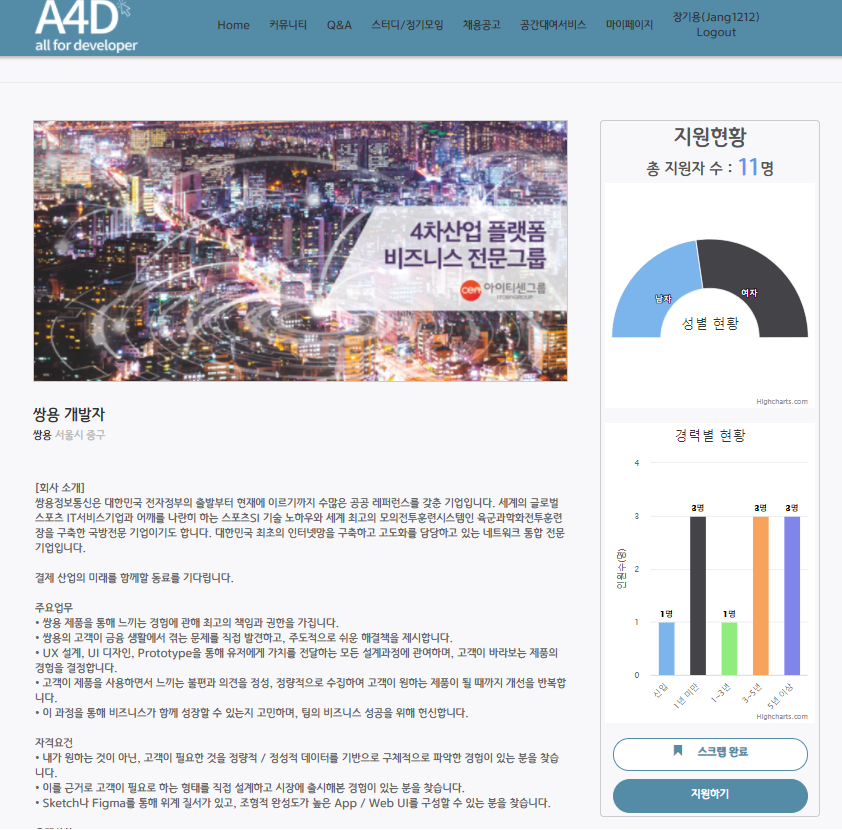 A4D
all for developer
Home 커뮤니티 Q&A 스터디/정기모임 채용공고 공간대여서비스 마이페이지 장기용(Jang1212)
Logout
4차산업 플랫폼
비즈니스 전문그룹
cen 아이티센그룹
ITCENGROUP
쌍용 개발자
쌍용 서울시 중구
[회사 소개]
쌍용정보통신은 대한민국 전자정부의 출발부터 현재에 이르기까지 수많은 공공 레퍼런스를 갖춘 기업입니다. 세계의 글로벌
스포츠 IT서비스기업과 어깨를 나란히 하는 스포츠SI 기술 노하우와 세계 최고의 모의전투훈련시스템인 육군과학화전투훈련
장을 구축한 국방전문 기업이기도 합니다. 대한민국 최초의 인터넷망을 구축하고 고도화를 담당하고 있는 네트워크 통합 전문
기업입니다.
결제 산업의 미래를 함께할 동료를 기다립니다.
주요업무
• 쌍용 제품을 통해 느끼는 경험에 관해 최고의 책임과 권한을 가집니다.
• 쌍용의 고객이 금융 생활에서 겪는 문제를 직접 발견하고, 주도적으로 쉬운 해결책을 제시합니다.
• UX 설계, UI 디자인, Prototype을 통해 유저에게 가치를 전달하는 모든 설계과정에 관여하며, 고객이 바라보는 제품의
경험을 결정합니다.
• 고객이 제품을 사용하면서 느끼는 불편과 의견을 정성, 정량적으로 수집하여 고객이 원하는 제품이 될 때까지 개선을 반복합
니다.
• 이 과정을 통해 비즈니스가 함께 성장할 수 있는지 고민하며, 팀의 비즈니스 성공을 위해 헌신합니다.
자격요건
• 내가 원하는 것이 아닌, 고객이 필요한 것을 정량적 / 정성적 데이터를 기반으로 구체적으로 파악한 경험이 있는 분을 찾습
니다.
• 이를 근거로 고객이 필요로 하는 형태를 직접 설계하고 시장에 출시해본 경험이 있는 분을 찾습니다.
• Sketch나 Figma를 통해 위계 질서가 있고, 조형적 완성도가 높은 App / Web UI를 구성할 수 있는 분을 찾습니다.
지원현황
총 지원자 수 : 11명
남자 여자
성별 현황
Highcharts.com
경력별 현황
인원수(명)
4
3
2
1
0
1명 3명 1명 3명 3명
신입 1년 미만 1~3년 3~5년 5년 이상
Highcharts.com
스크랩 완료
지원하기